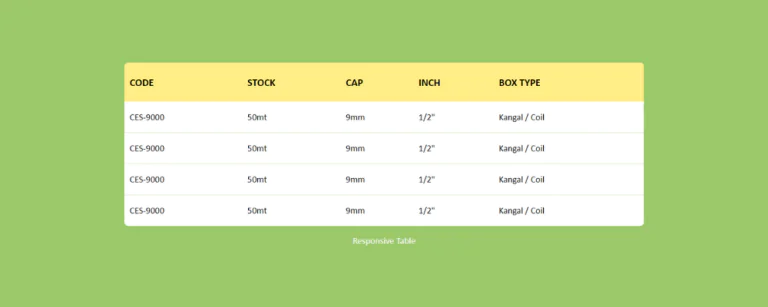 CODE STOCK CAP INCH BOX TYPE
CES-9000 50mt 9mm 1/2" Kangal / Coil
CES-9000 50mt 9mm 1/2" Kangal / Coil
CES-9000 50mt 9mm 1/2" Kangal / Coil
CES-9000 50mt 9mm 1/2" Kangal / Coil
Responsive Table